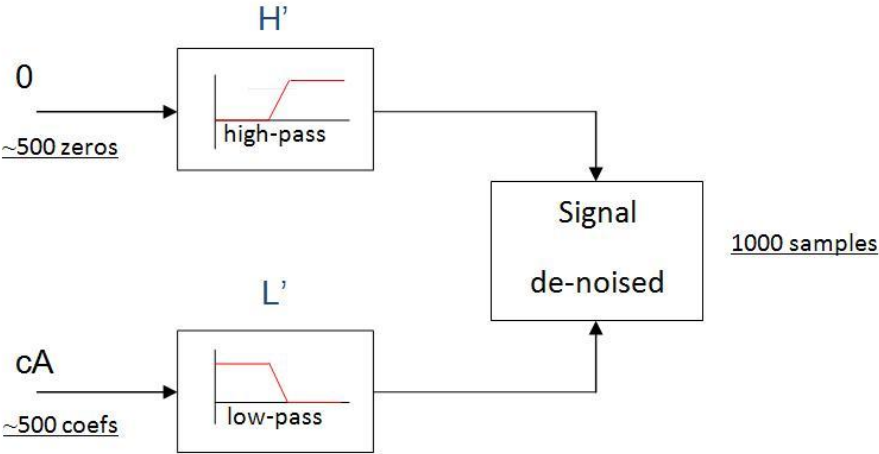 H’
0
~500 zeros
high-pass
Signal
de-noised
1000 samples
L’
cA
~500 coefs
low-pass